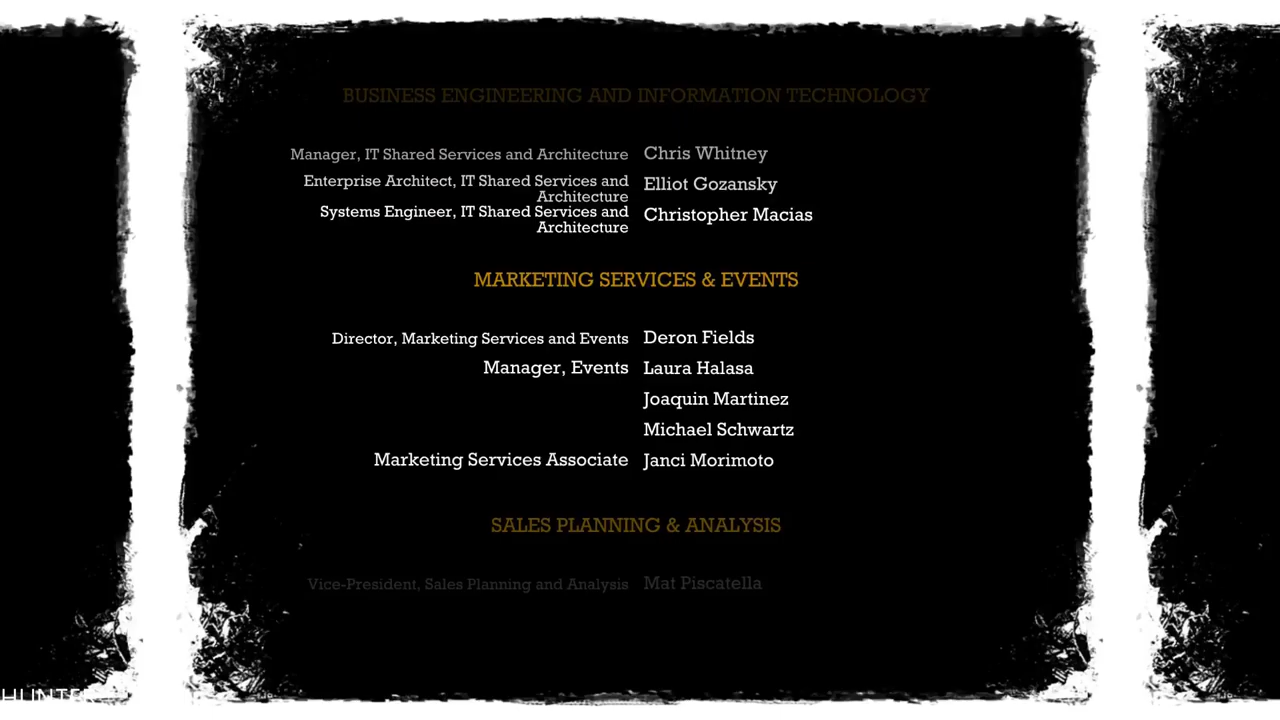 BUSINESS ENGINEERING AND INFORMATION TECHNOLOGY
Manager, IT Shared Services and Architecture Chris Whitney
Enterprise Architect, IT Shared Services and
Architecture Elliot Gozansky
Systems Engineer, IT Shared Services and
Architecture Christopher Macias
MARKETING SERVICES & EVENTS
Director, Marketing Services and Events Deron Fields
Manager, Events Laura Halasa
Joaquin Martinez
Michael Schwartz
Marketing Services Associate Janci Morimoto
SALES PLANNING & ANALYSIS
Vice-President, Sales Planning and Analysis Mat Piscatella